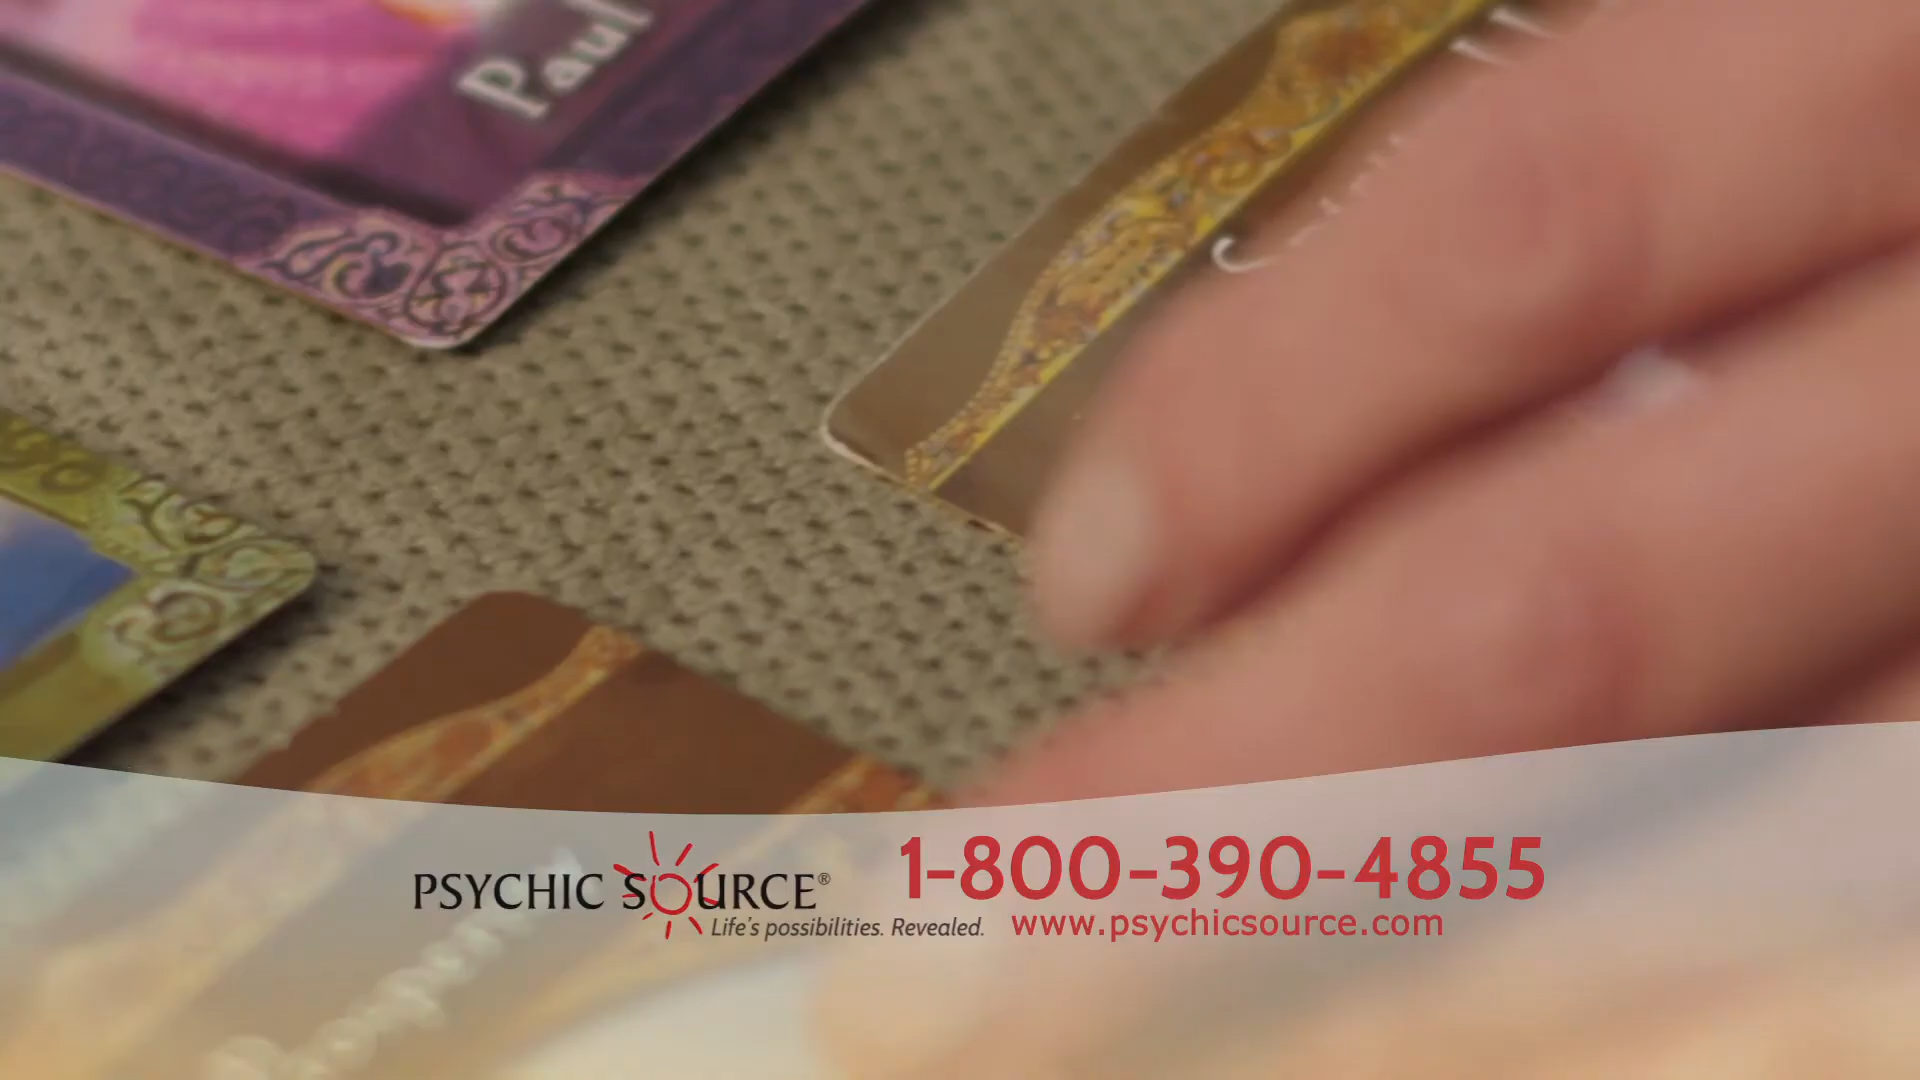 Paul
PSYCHIC SOURCE®
Life's possibilities. Revealed.
1-800-390-4855
www.psychicsource.com